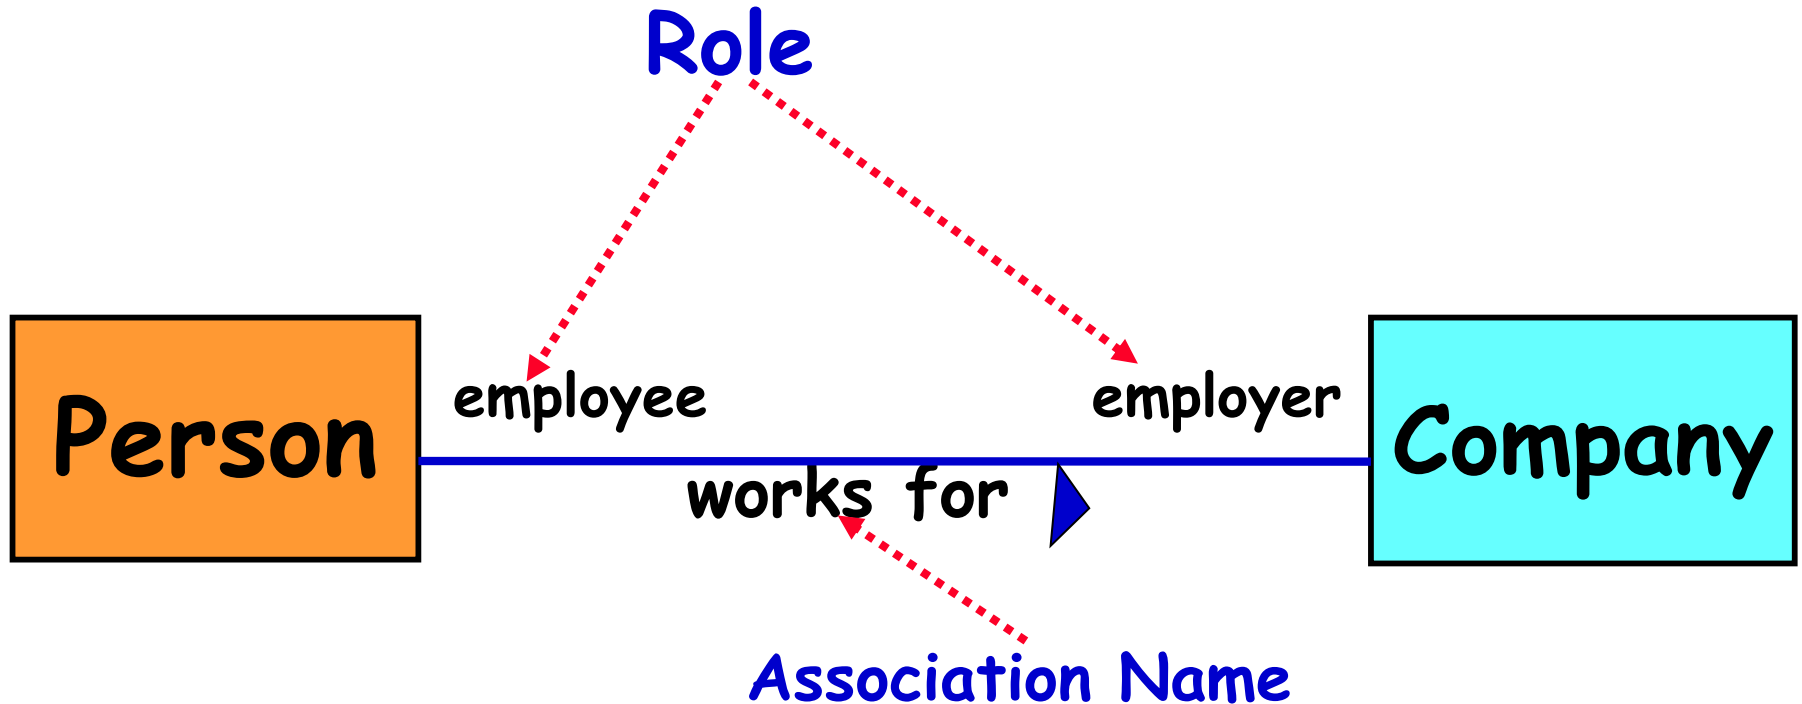 Role
employee
employer
Person
Company
works for
Association Name